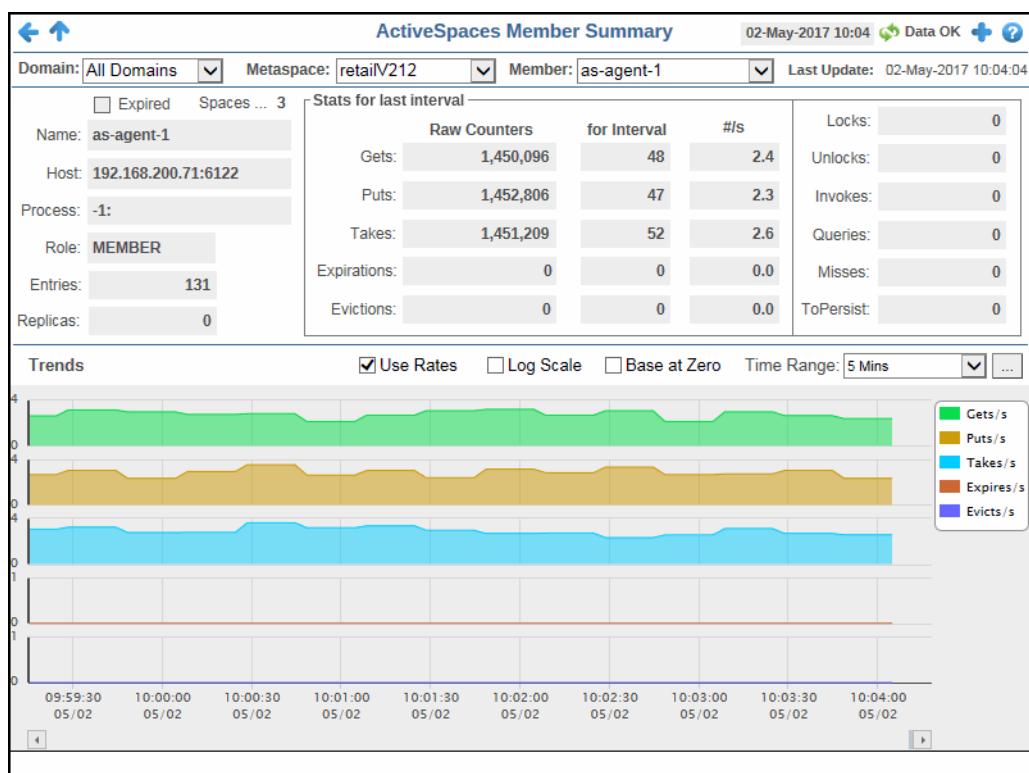 ActiveSpaces Member Summary 02-May-2017 10:04 Data OK
Domain: All Domains Metaspace: retailV212 Member: as-agent-1 Last Update: 02-May-2017 10:04:04
Expired Spaces ... 3
Name: as-agent-1
Host: 192.168.200.71:6122
Process: -1:
Role: MEMBER
Entries: 131
Replicas: 0
Stats for last interval
Raw Counters for Interval #/s
Gets: 1,450,096 48 2.4
Puts: 1,452,806 47 2.3
Takes: 1,451,209 52 2.6
Expirations: 0 0 0.0
Evictions: 0 0 0.0
Locks: 0
Unlocks: 0
Invokes: 0
Queries: 0
Misses: 0
ToPersist: 0
Trends Use Rates Log Scale Base at Zero Time Range: 5 Mins ...
4
0
4
0
4
0
1
0
1
0
Gets/s
Puts/s
Takes/s
Expires/s
Evicts/s
09:59:30 10:00:00 10:00:30 10:01:00 10:01:30 10:02:00 10:02:30 10:03:00 10:03:30 10:04:00
05/02 05/02 05/02 05/02 05/02 05/02 05/02 05/02 05/02 05/02